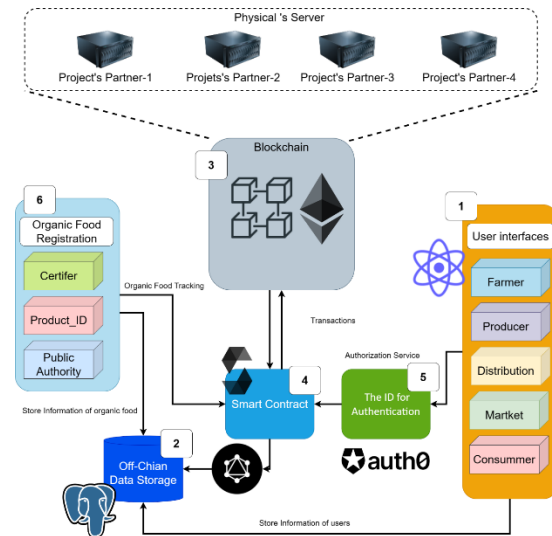 Physical 's Server
Project's Partner-1
Projets's Partner-2
Project's Partner-3
Project's Partner-4
3
Blockchain
6
Organic Food
Registration
Certifer
Product_ID
Public
Authority
1
User interfaces
Farmer
Producer
Distribution
Martket
Consummer
Organic Food Tracking
Transactions
Authorization Service
4
Smart Contract
5
The ID for
Authentication
auth0
Store Information of organic food
2
Off-Chian
Data Storage
Store Information of users